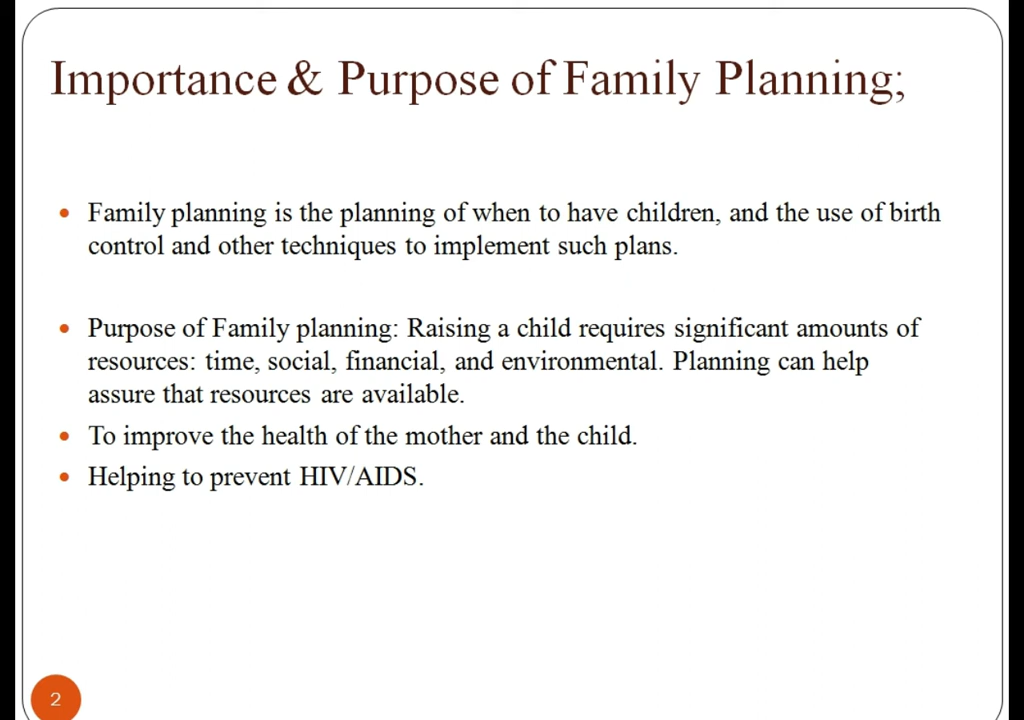 Importance & Purpose of Family Planning;
• Family planning is the planning of when to have children, and the use of birth
control and other techniques to implement such plans.
• Purpose of Family planning: Raising a child requires significant amounts of
resources: time, social, financial, and environmental. Planning can help
assure that resources are available.
• To improve the health of the mother and the child.
• Helping to prevent HIV/AIDS.
2